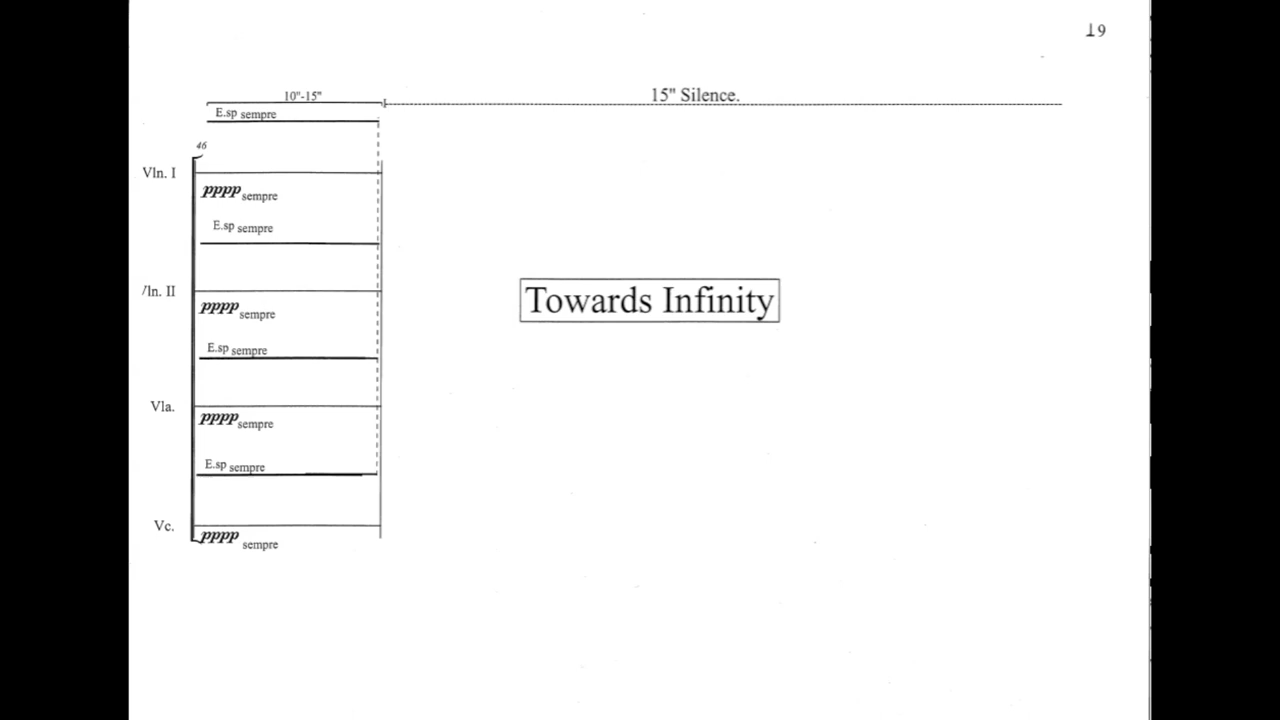 19
10"-15"
15" Silence.
E.sp sempre
46
Vln. I
pppp sempre
E.sp sempre
Vln. II
pppp sempre
Towards Infinity
E.sp sempre
Vla.
pppp sempre
E.sp sempre
Vc.
pppp sempre